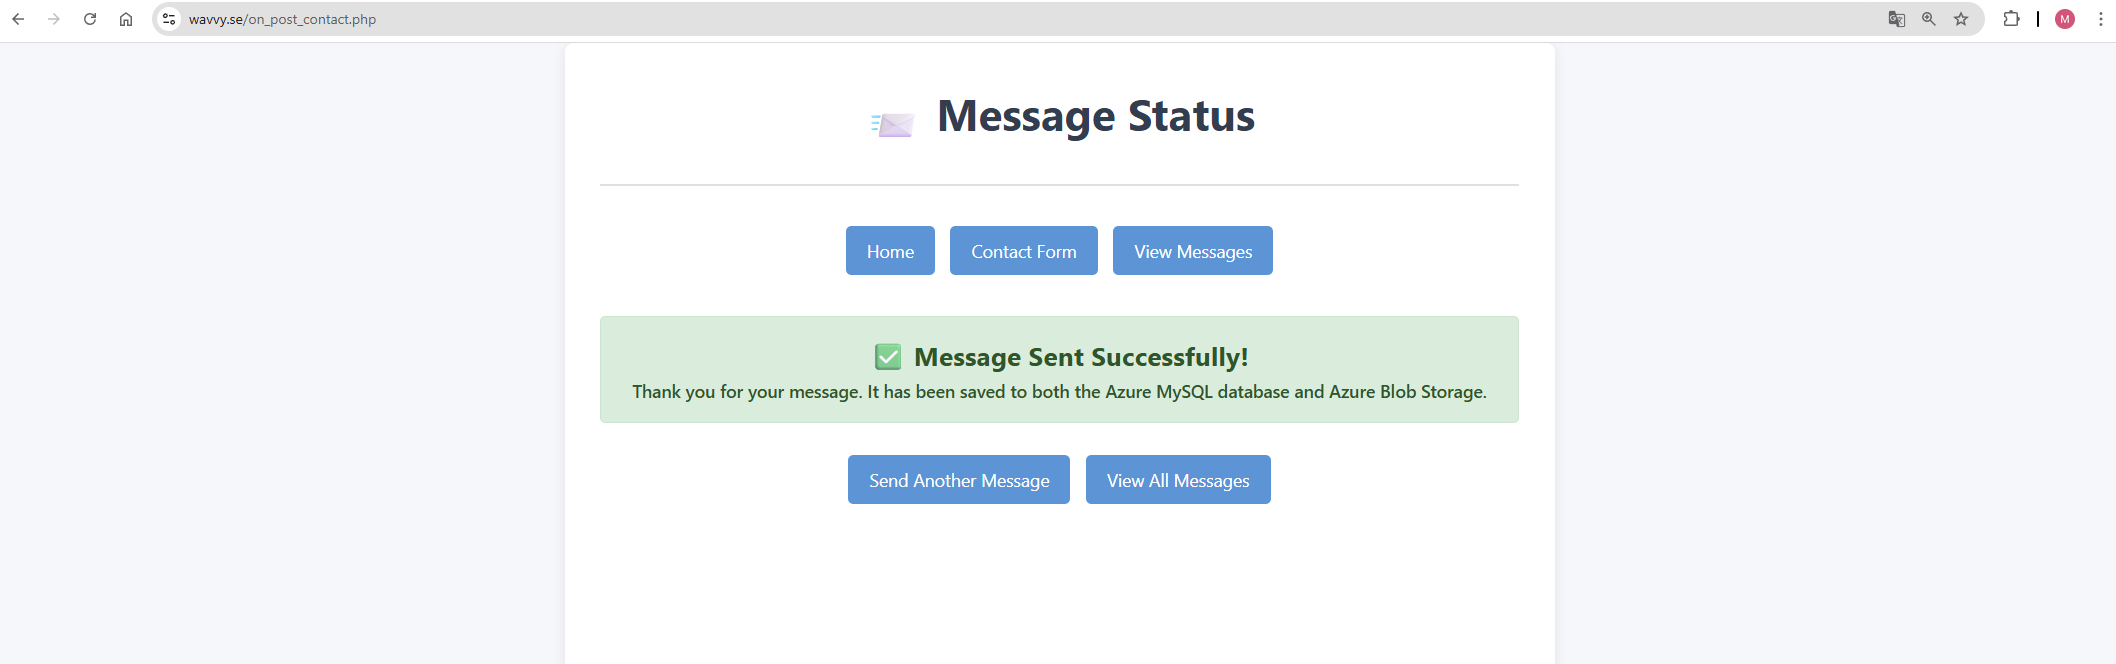 wavvy.se/on_post_contact.php
M
Message Status
Home
Contact Form
View Messages
Message Sent Successfully!
Thank you for your message. It has been saved to both the Azure MySQL database and Azure Blob Storage.
Send Another Message
View All Messages